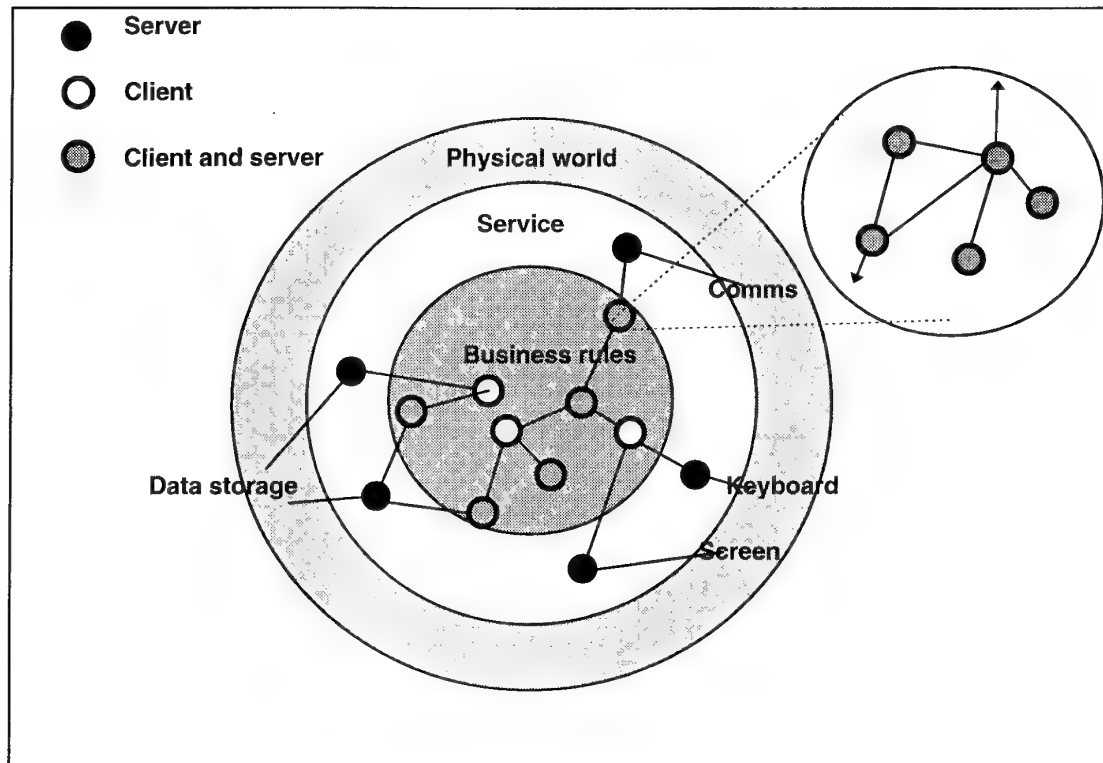 Server
Client
Client and server
Physical world
Service
Comms
Business rules
Data storage
Keyboard
Screen